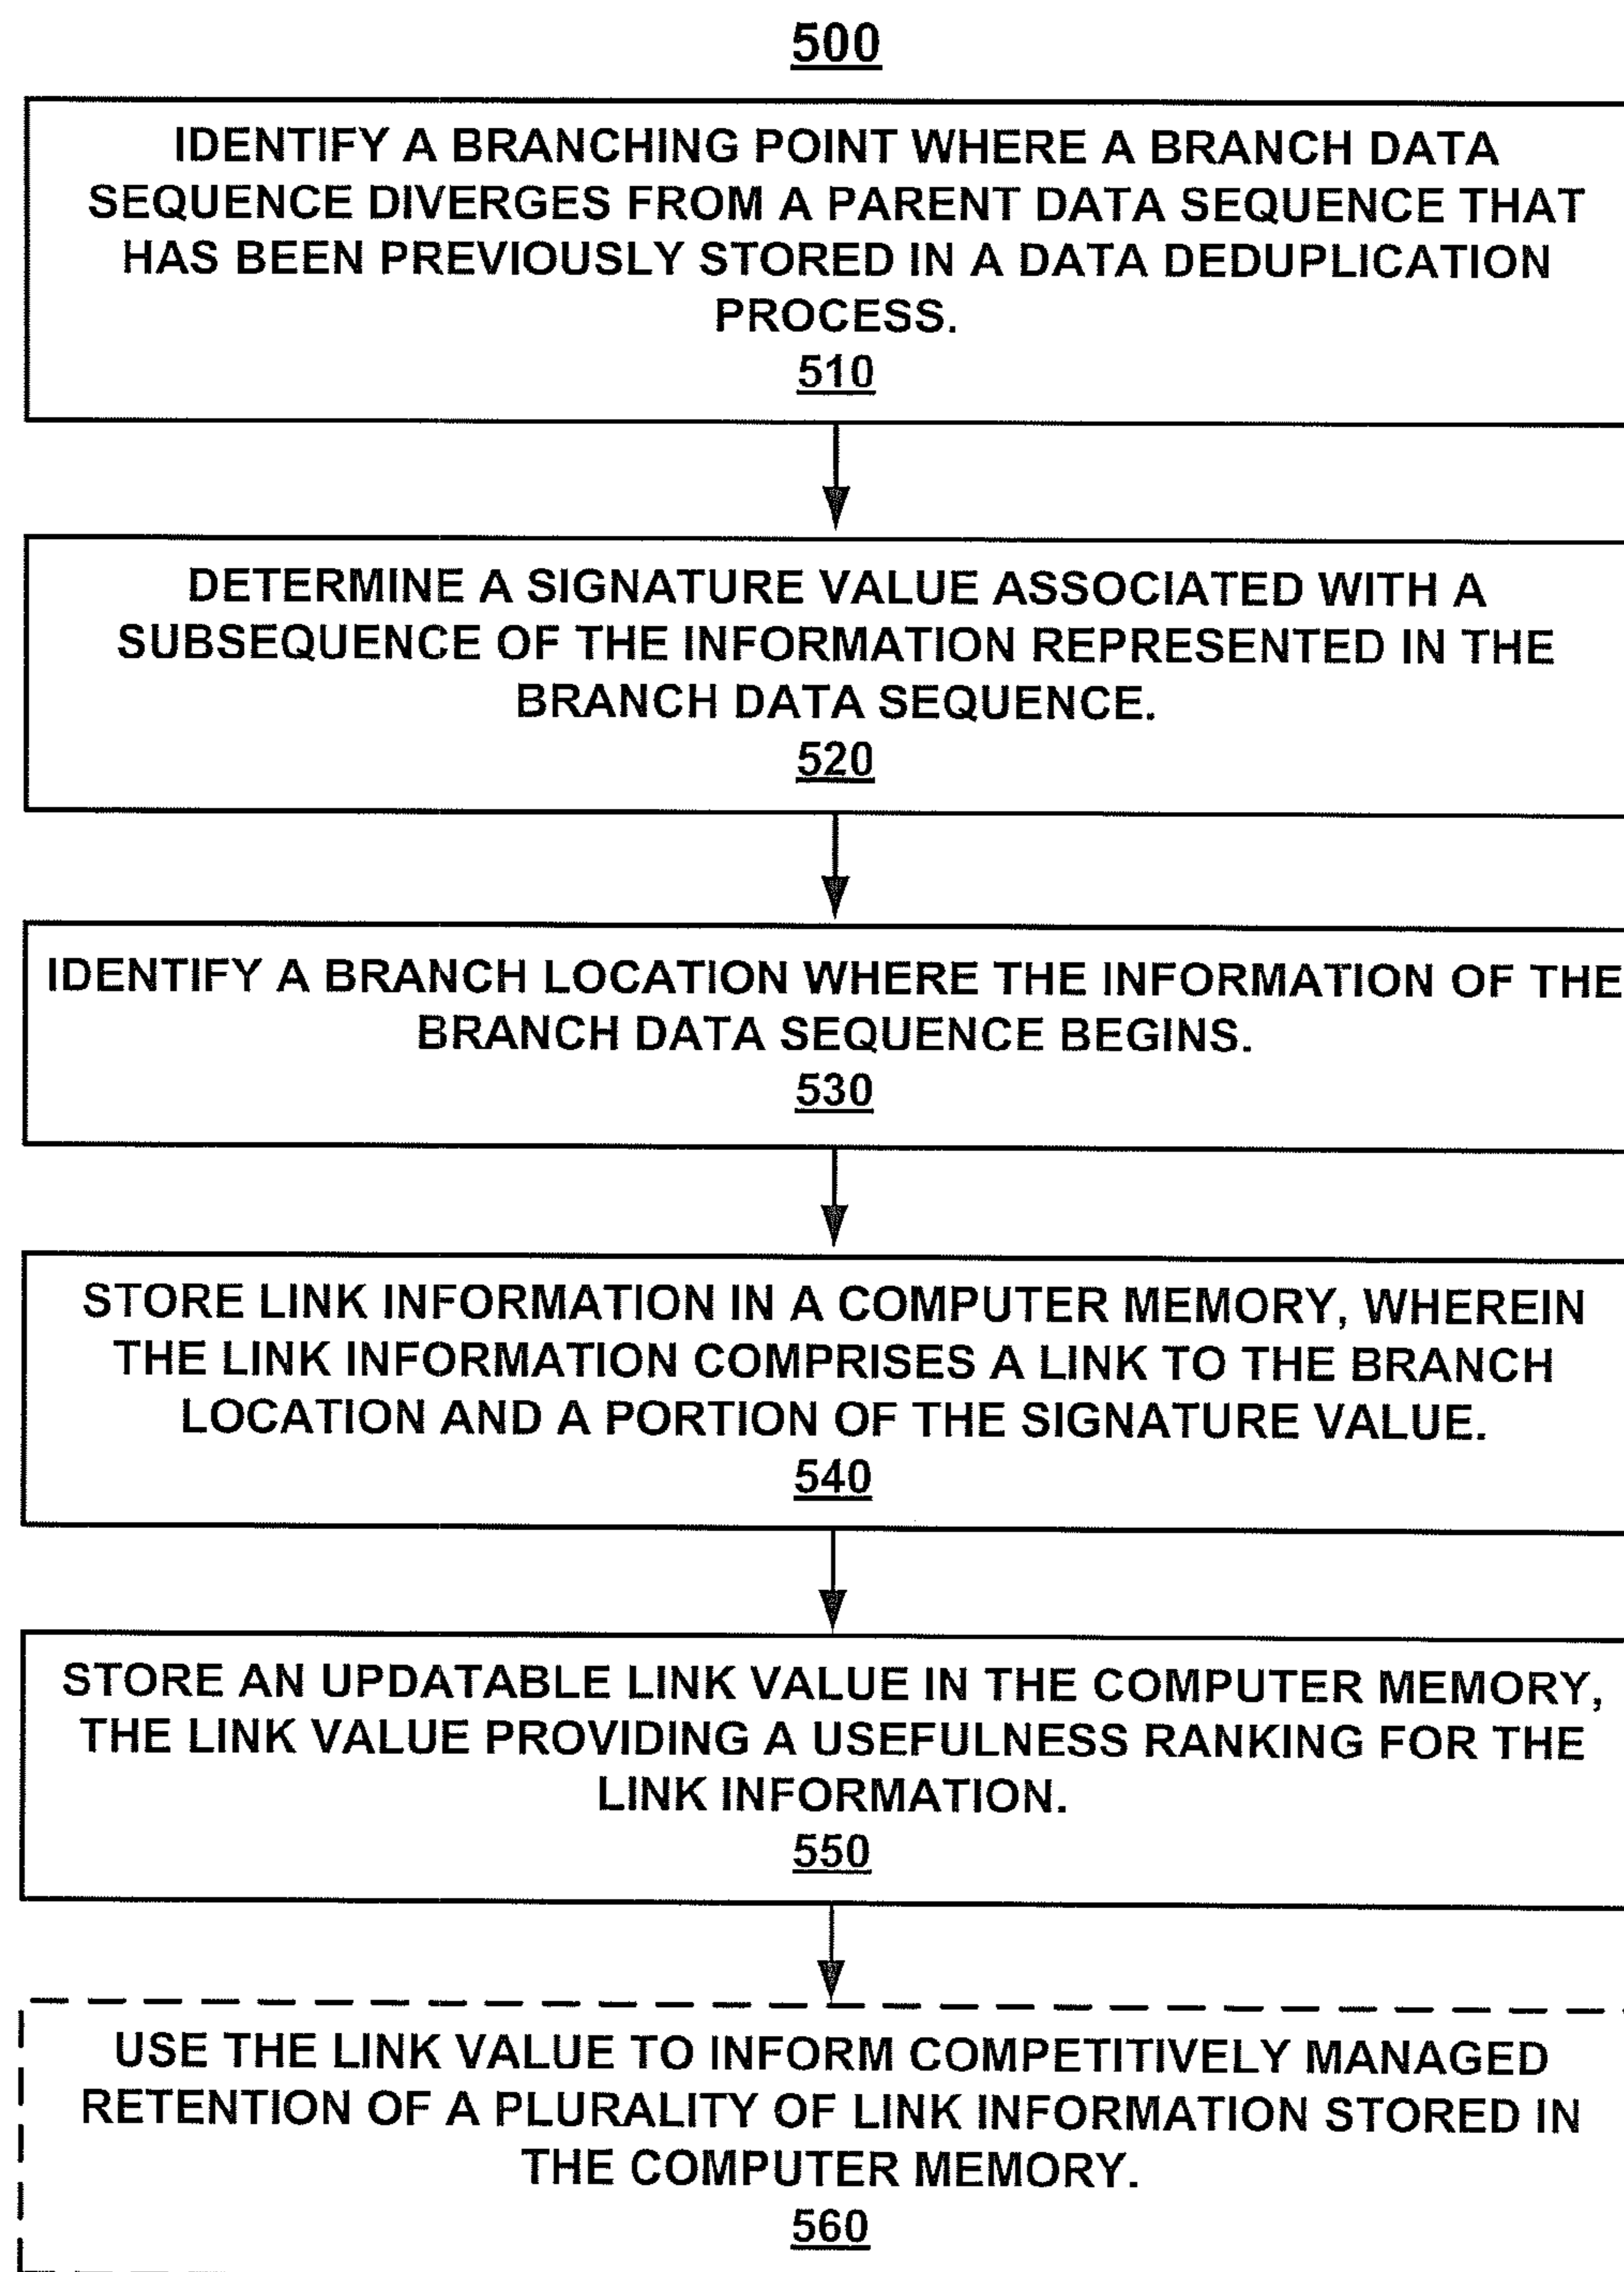 500
IDENTIFY A BRANCHING POINT WHERE A BRANCH DATA
SEQUENCE DIVERGES FROM A PARENT DATA SEQUENCE THAT
HAS BEEN PREVIOUSLY STORED IN A DATA DEDUPLICATION
PROCESS.
510
DETERMINE A SIGNATURE VALUE ASSOCIATED WITH A
SUBSEQUENCE OF THE INFORMATION REPRESENTED IN THE
BRANCH DATA SEQUENCE.
520
IDENTIFY A BRANCH LOCATION WHERE THE INFORMATION OF THE
BRANCH DATA SEQUENCE BEGINS.
530
STORE LINK INFORMATION IN A COMPUTER MEMORY, WHEREIN
THE LINK INFORMATION COMPRISES A LINK TO THE BRANCH
LOCATION AND A PORTION OF THE SIGNATURE VALUE.
540
STORE AN UPDATABLE LINK VALUE IN THE COMPUTER MEMORY,
THE LINK VALUE PROVIDING A USEFULNESS RANKING FOR THE
LINK INFORMATION.
550
USE THE LINK VALUE TO INFORM COMPETITIVELY MANAGED
RETENTION OF A PLURALITY OF LINK INFORMATION STORED IN
THE COMPUTER MEMORY.
560